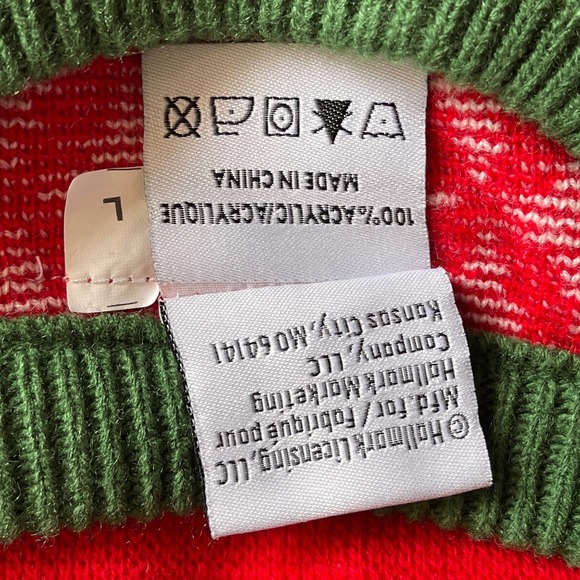 © Hallmark Licensing, LLC
Mfd. for/Fabriqué pour
Hallmark Marketing
Company, LLC
Kansas City, MO 64141
100% ACRYLIC/ACRYLIQUE
MADE IN CHINA
L